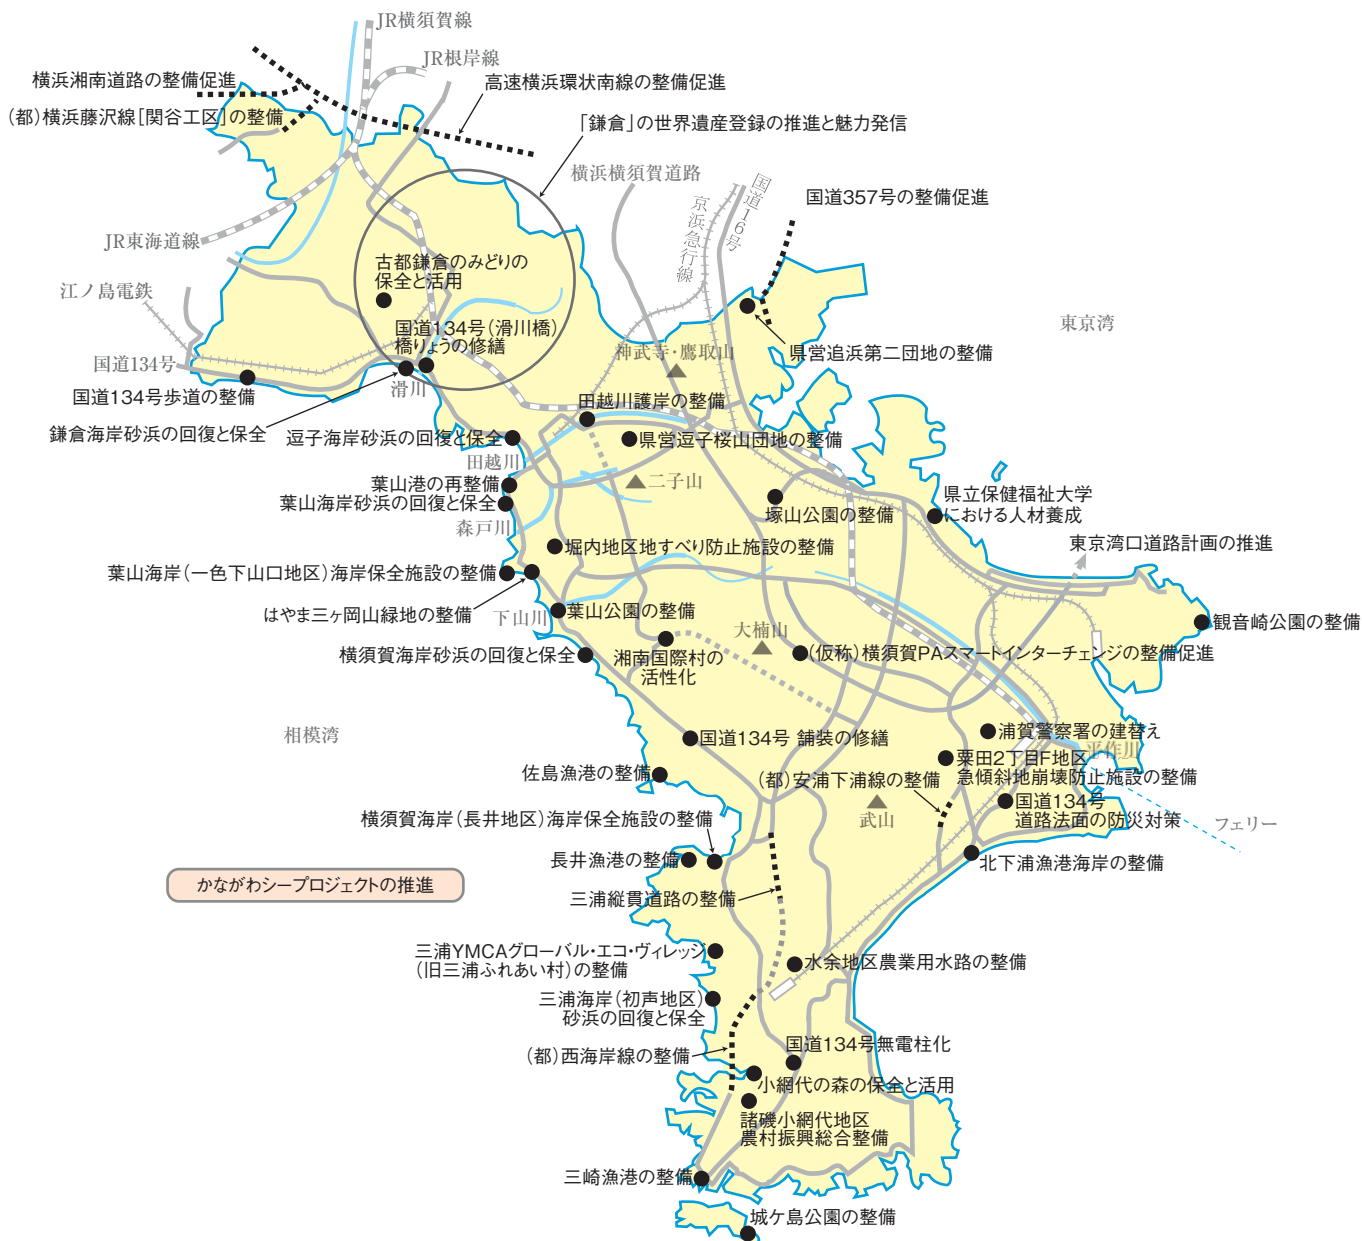 JR横須賀線
JR根岸線
横浜湘南道路の整備促進
高速横浜環状南線の整備促進
(都)横浜藤沢線[関谷工区]の整備
「鎌倉」の世界遺産登録の推進と魅力発信
横浜横須賀道路
国道16号
京浜急行線
国道357号の整備促進
JR東海道線
古都鎌倉のみどりの
保全と活用
江ノ島電鉄
東京湾
国道134号(滑川橋)
橋りょうの修繕
神武寺・鷹取山
県営追浜第二団地の整備
国道134号
滑川
国道134号歩道の整備
田越川護岸の整備
鎌倉海岸砂浜の回復と保全
逗子海岸砂浜の回復と保全
県営逗子桜山団地の整備
田越川
葉山港の再整備
二子山
葉山海岸砂浜の回復と保全
塚山公園の整備
県立保健福祉大学
における人材養成
森戸川
東京湾口道路計画の推進
堀内地区地すべり防止施設の整備
葉山海岸(一色下山口地区)海岸保全施設の整備
はやま三ヶ岡山緑地の整備
下山川
葉山公園の整備
観音崎公園の整備
大楠山
横須賀海岸砂浜の回復と保全
湘南国際村の
活性化
(仮称)横須賀PAスマートインターチェンジの整備促進
相模湾
国道134号 舗装の修繕
浦賀警察署の建替え
平作川
粟田2丁目F地区
急傾斜地崩壊防止施設の整備
佐島漁港の整備
(都)安浦下浦線の整備
武山
国道134号
道路法面の防災対策
フェリー
横須賀海岸(長井地区)海岸保全施設の整備
長井漁港の整備
北下浦漁港海岸の整備
かながわシープロジェクトの推進
三浦縦貫道路の整備
三浦YMCAグローバル・エコ・ヴィレッジ
(旧三浦ふれあい村)の整備
水余地区農業用水路の整備
三浦海岸(初声地区)
砂浜の回復と保全
国道134号無電柱化
(都)西海岸線の整備
小網代の森の保全と活用
諸磯小網代地区
農村振興総合整備
三崎漁港の整備
城ケ島公園の整備